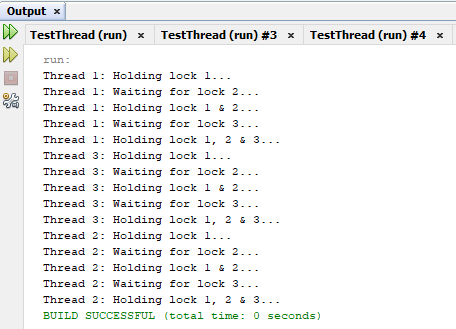 Output ×
TestThread (run) × TestThread (run) #3 × TestThread (run) #4 ×
run:
Thread 1: Holding lock 1...
Thread 1: Waiting for lock 2...
Thread 1: Holding lock 1 & 2...
Thread 1: Waiting for lock 3...
Thread 1: Holding lock 1, 2 & 3...
Thread 3: Holding lock 1...
Thread 3: Waiting for lock 2...
Thread 3: Holding lock 1 & 2...
Thread 3: Waiting for lock 3...
Thread 3: Holding lock 1, 2 & 3...
Thread 2: Holding lock 1...
Thread 2: Waiting for lock 2...
Thread 2: Holding lock 1 & 2...
Thread 2: Waiting for lock 3...
Thread 2: Holding lock 1, 2 & 3...
BUILD SUCCESSFUL (total time: 0 seconds)